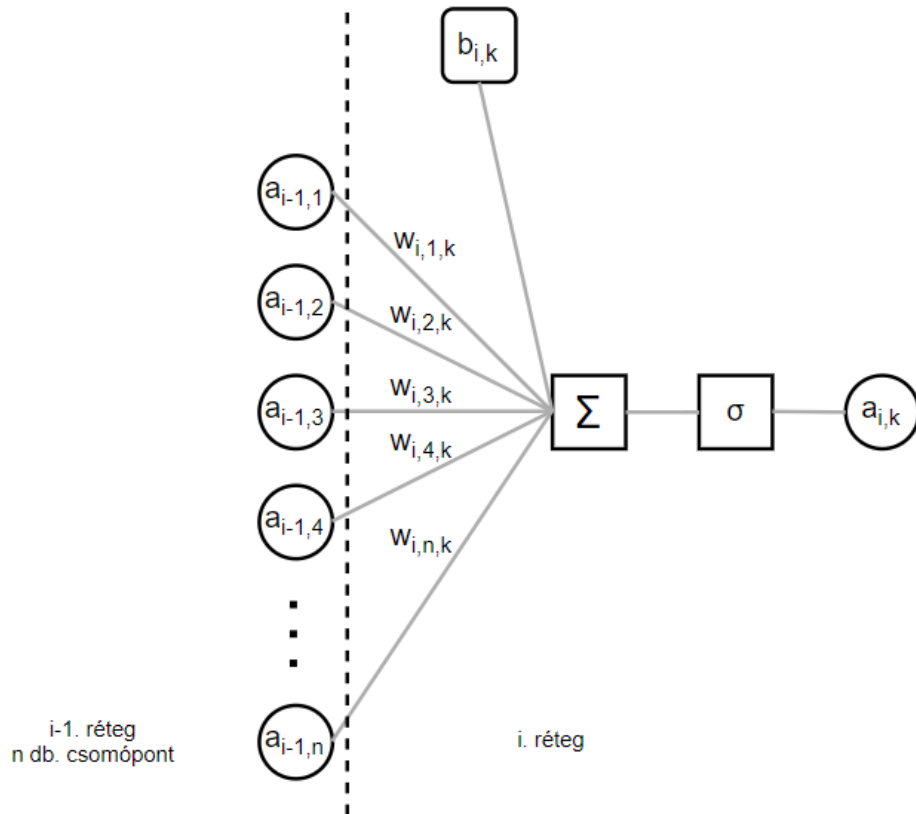 b_{i,k}
a_{i-1,1}
w_{i,1,k}
a_{i-1,2}
w_{i,2,k}
a_{i-1,3}
w_{i,3,k}
Σ
σ
a_{i,k}
w_{i,4,k}
a_{i-1,4}
w_{i,n,k}
a_{i-1,n}
i-1. réteg
n db. csomópont
i. réteg